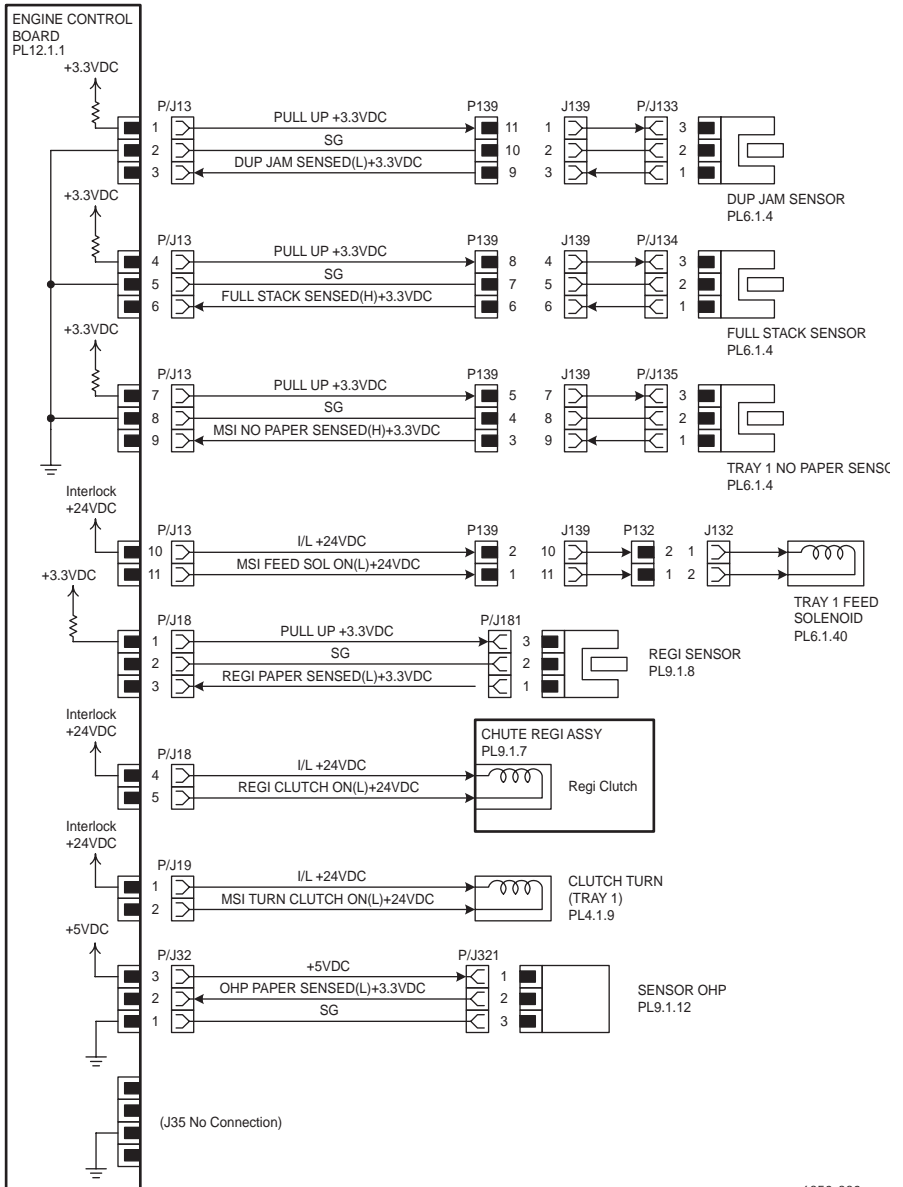 ENGINE CONTROL
BOARD
PL12.1.1
+3.3VDC
P/J13 P139 J139 P/J133
1 PULL UP +3.3VDC 11 1 3
2 SG 10 2 2
3 DUP JAM SENSED(L)+3.3VDC 9 3 1
DUP JAM SENSOR
PL6.1.4
+3.3VDC
P/J13 P139 J139 P/J134
4 PULL UP +3.3VDC 8 4 3
5 SG 7 5 2
6 FULL STACK SENSED(H)+3.3VDC 6 6 1
FULL STACK SENSOR
PL6.1.4
+3.3VDC
P/J13 P139 J139 P/J135
7 PULL UP +3.3VDC 5 7 3
8 SG 4 8 2
9 MSI NO PAPER SENSED(H)+3.3VDC 3 9 1
TRAY 1 NO PAPER SENSO
PL6.1.4
Interlock
+24VDC
P/J13 P139 J139 P132 J132
10 I/L +24VDC 2 10 2 1
11 MSI FEED SOL ON(L)+24VDC 1 11 1 2
TRAY 1 FEED
SOLENOID
PL6.1.40
+3.3VDC
P/J18 P/J181
1 PULL UP +3.3VDC 3
2 SG 2
3 REGI PAPER SENSED(L)+3.3VDC 1
REGI SENSOR
PL9.1.8
Interlock
+24VDC
P/J18
4 I/L +24VDC
5 REGI CLUTCH ON(L)+24VDC
CHUTE REGI ASSY
PL9.1.7
Regi Clutch
Interlock
+24VDC
P/J19
1 I/L +24VDC
2 MSI TURN CLUTCH ON(L)+24VDC
CLUTCH TURN
(TRAY 1)
PL4.1.9
+5VDC
P/J32 P/J321
3 +5VDC 1
2 OHP PAPER SENSED(L)+3.3VDC 2
1 SG 3
SENSOR OHP
PL9.1.12
(J35 No Connection)